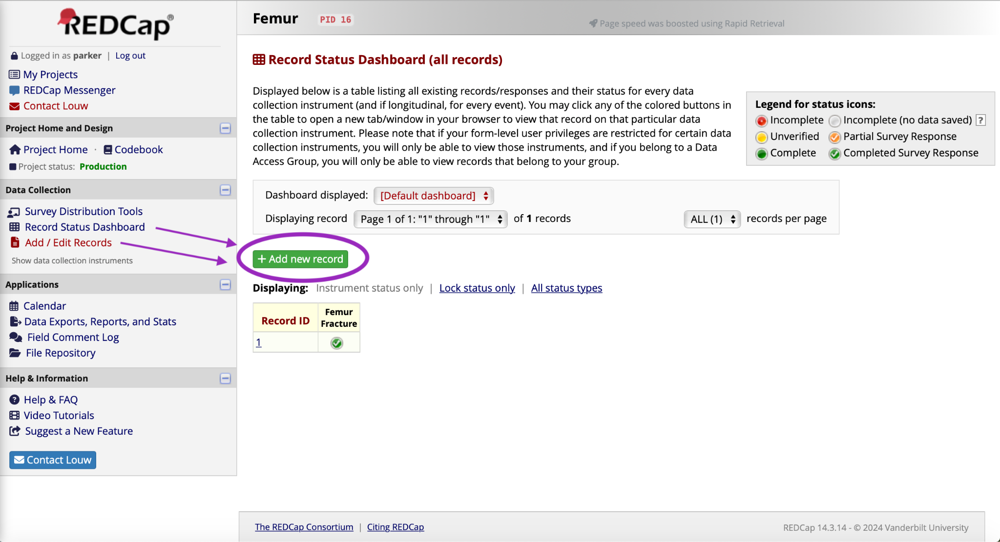 REDCap®
Logged in as parker | Log out
My Projects
REDCap Messenger
Contact Louw
Project Home and Design
Project Home · Codebook
Project status: Production
Data Collection
Survey Distribution Tools
Record Status Dashboard
Add / Edit Records
Show data collection instruments
Applications
Calendar
Data Exports, Reports, and Stats
Field Comment Log
File Repository
Help & Information
Help & FAQ
Video Tutorials
Suggest a New Feature
Contact Louw
Femur PID 16
Page speed was boosted using Rapid Retrieval
Record Status Dashboard (all records)
Displayed below is a table listing all existing records/responses and their status for every data
collection instrument (and if longitudinal, for every event). You may click any of the colored buttons in
the table to open a new tab/window in your browser to view that record on that particular data
collection instrument. Please note that if your form-level user privileges are restricted for certain data
collection instruments, you will only be able to view those instruments, and if you belong to a Data
Access Group, you will only be able to view records that belong to your group.
Legend for status icons:
Incomplete Incomplete (no data saved) ?
Unverified Partial Survey Response
Complete Completed Survey Response
Dashboard displayed: [Default dashboard]
Displaying record Page 1 of 1: "1" through "1" of 1 records ALL (1) records per page
+ Add new record
Displaying: Instrument status only | Lock status only | All status types
Record ID Femur
Fracture
1
The REDCap Consortium | Citing REDCap
REDCap 14.3.14 - © 2024 Vanderbilt University